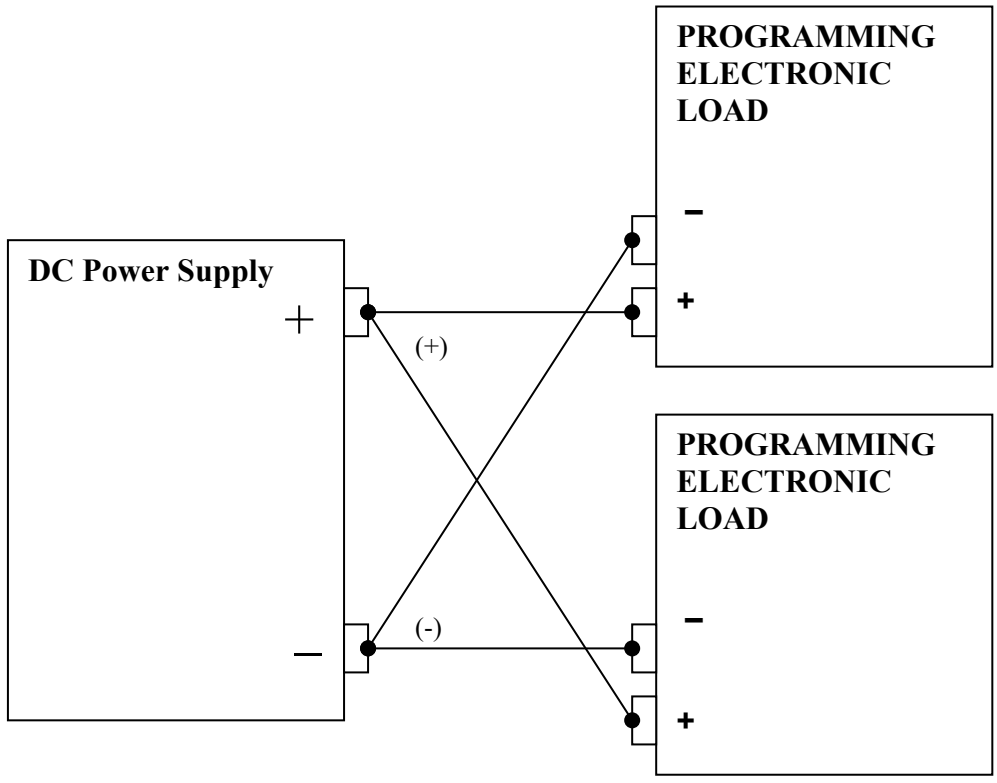 PROGRAMMING
ELECTRONIC
LOAD
−
+
DC Power Supply
+
(+)
−
(-)
PROGRAMMING
ELECTRONIC
LOAD
−
+